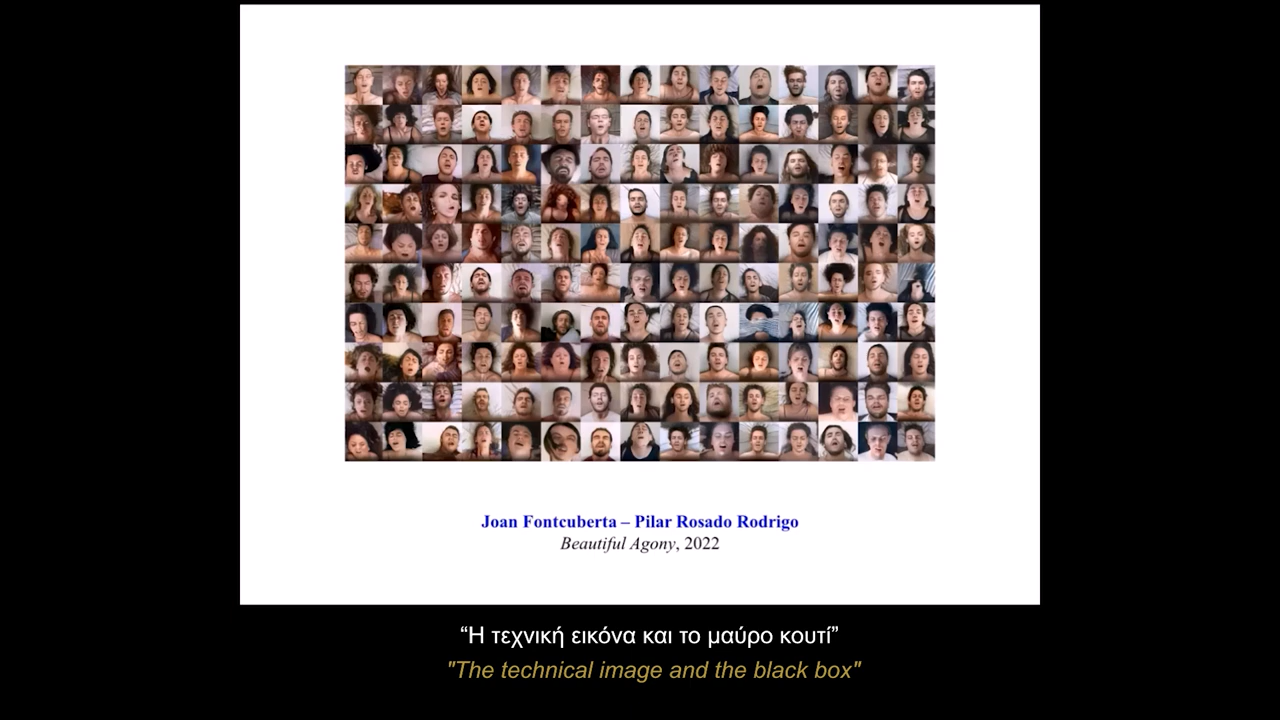 Joan Fontcuberta – Pilar Rosado Rodrigo
Beautiful Agony, 2022
“Η τεχνική εικόνα και το μαύρο κουτί”
"The technical image and the black box"